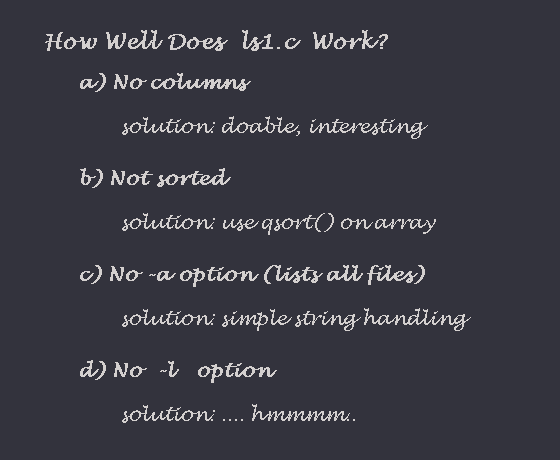 How Well Does ls1.c Work?
a) No columns
solution: doable, interesting
b) Not sorted
solution: use qsort() on array
c) No -a option (lists all files)
solution: simple string handling
d) No -l option
solution: .... hmmmm..